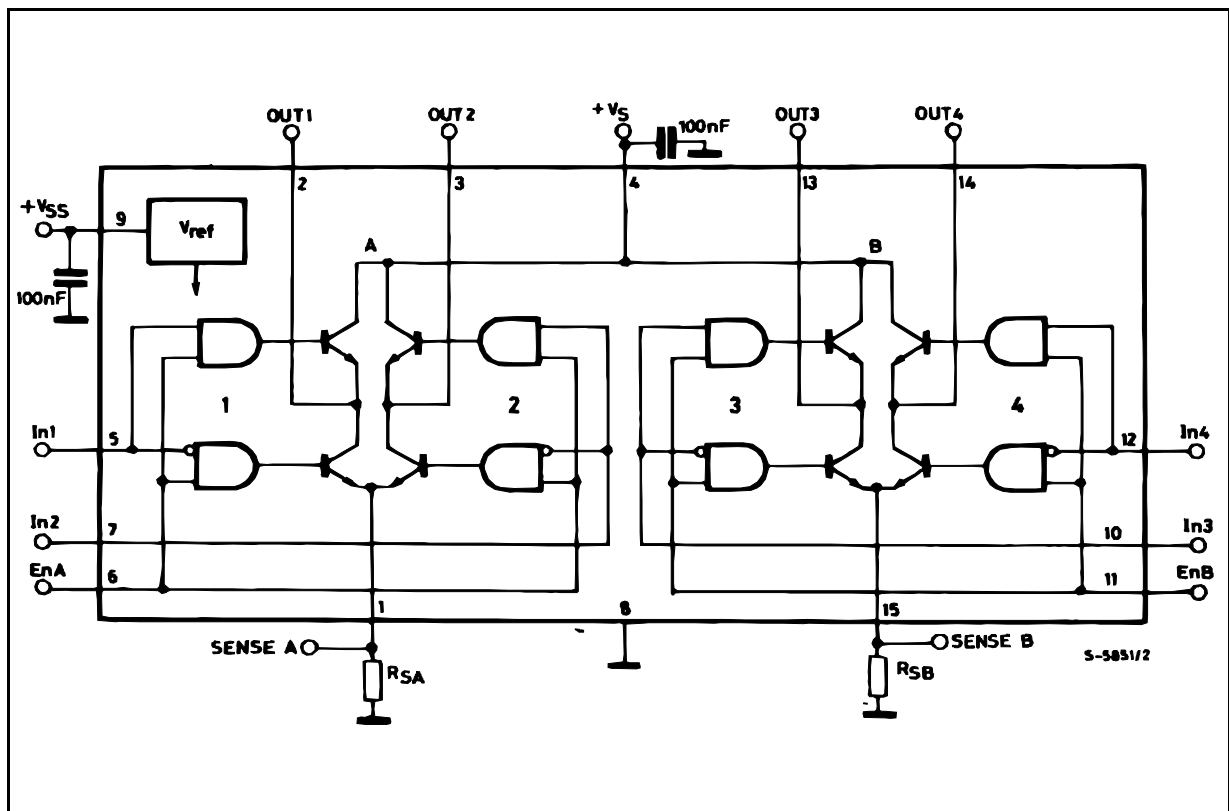 OUT1 OUT2 +VS 100nF OUT3 OUT4
2 3 4 13 14
+VSS 9 Vref
A B
100nF
1 2 3 4
In1 5 12 In4
In2 7 10 In3
EnA 6 11 EnB
1 8 15
SENSE A SENSE B
S-5851/2
RSA RSB